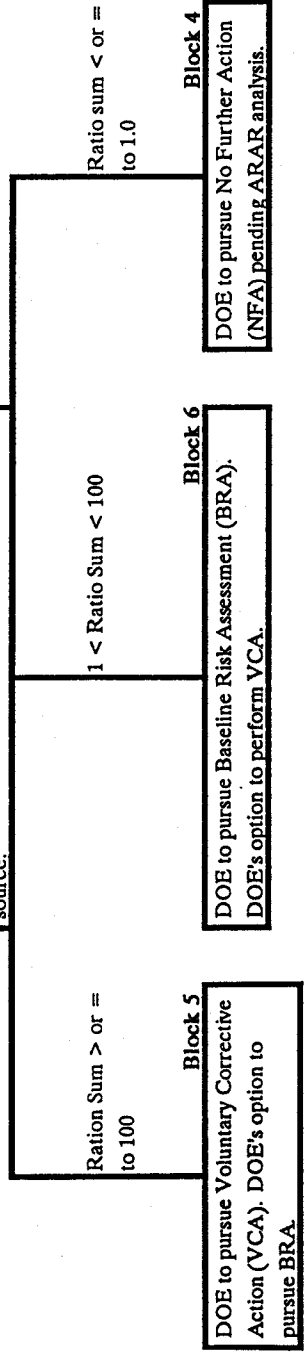 source.
Ration Sum > or =
to 100
1 < Ratio Sum < 100
Ratio sum < or =
to 1.0
Block 5
DOE to pursue Voluntary Corrective
Action (VCA). DOE's option to
pursue BRA.
Block 6
DOE to pursue Baseline Risk Assessment (BRA).
DOE's option to perform VCA.
Block 4
DOE to pursue No Further Action
(NFA) pending ARAR analysis.